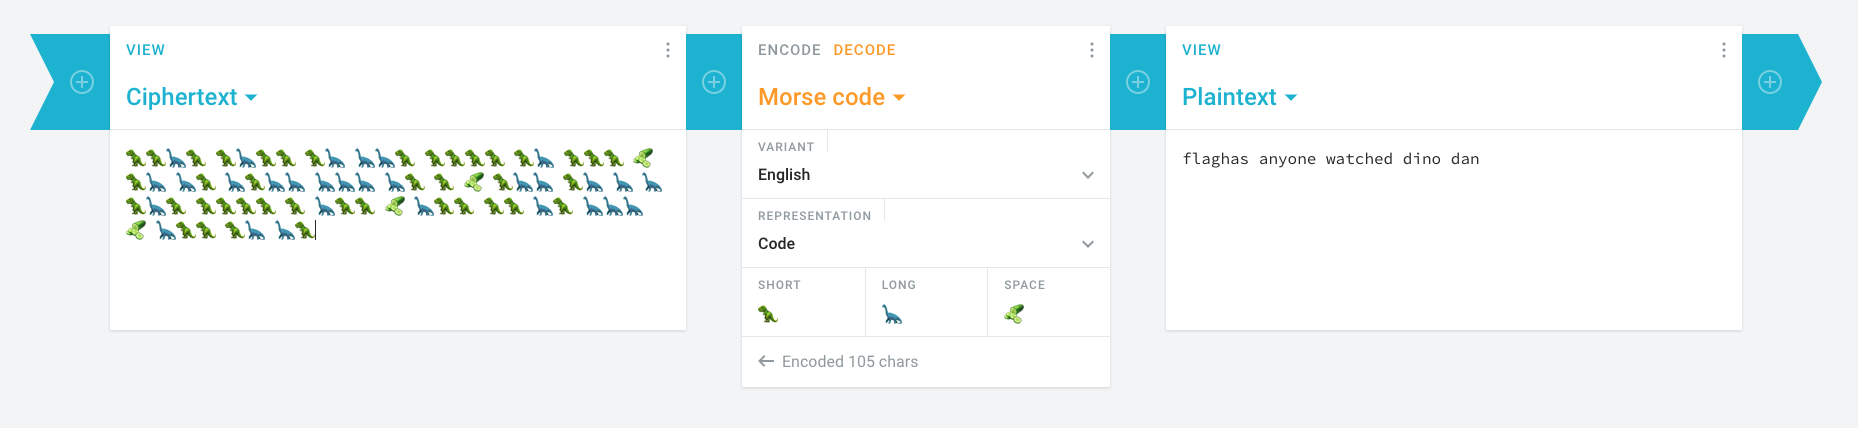 VIEW
Ciphertext
🦖🦖🦕🦖 🦖🦕🦖🦖 🦖🦕 🦕🦕🦖 🦖🦖🦖🦖 🦖🦕 🦖🦖🦖 🥒
🦖🦕 🦕🦖 🦕🦖🦕🦕 🦕🦕🦕 🦕🦖 🦖 🥒 🦖🦕🦕 🦖🦕 🦕 🦕
🦖🦕🦖 🦖🦖🦖🦖 🦖 🦕🦖🦖 🥒 🦕🦖🦖 🦖🦖 🦕🦖 🦕🦕🦕
🥒 🦕🦖🦖 🦖🦕 🦕🦖
ENCODE DECODE
Morse code
VARIANT
English
REPRESENTATION
Code
SHORT LONG SPACE
🦖 🦕 🥒
← Encoded 105 chars
VIEW
Plaintext
flaghas anyone watched dino dan